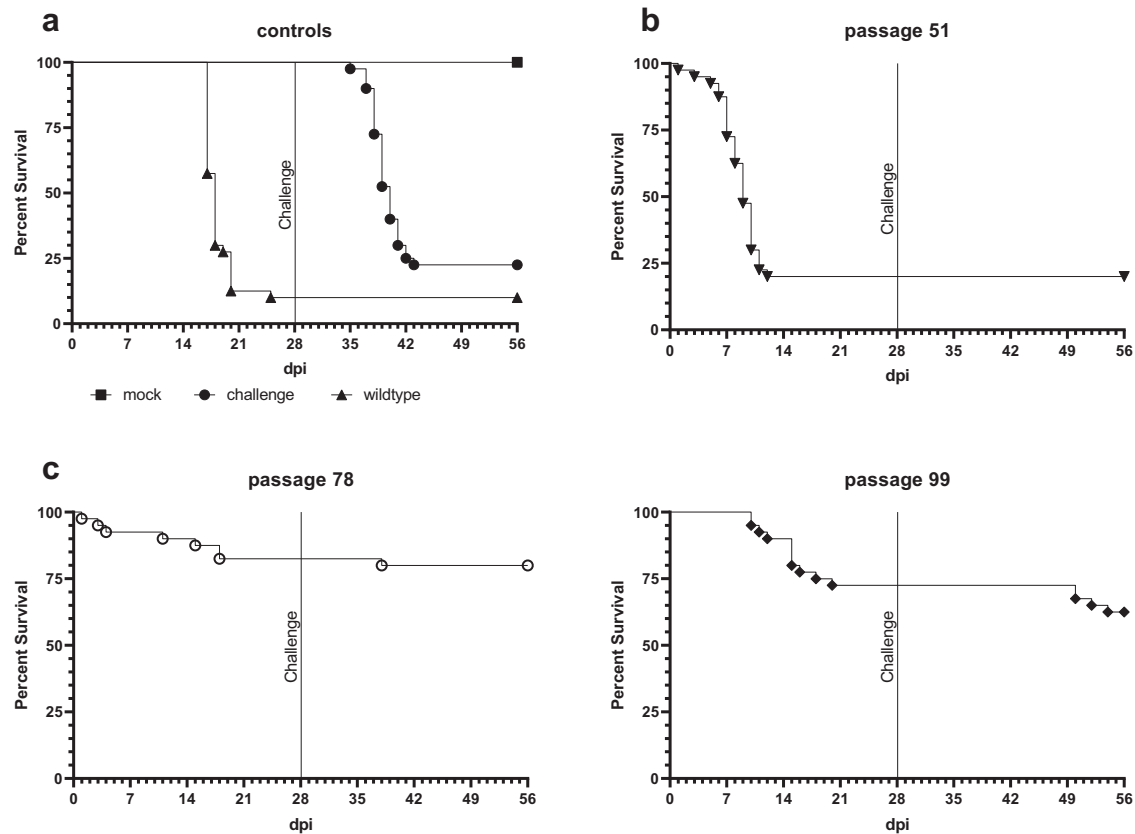 a
controls
100
75
50
25
0
Percent Survival
Challenge
0 7 14 21 28 35 42 49 56
dpi
mock challenge wildtype
b
passage 51
100
75
50
25
0
Percent Survival
Challenge
0 7 14 21 28 35 42 49 56
dpi
c
passage 78
100
75
50
25
0
Percent Survival
Challenge
0 7 14 21 28 35 42 49 56
dpi
passage 99
100
75
50
25
0
Percent Survival
Challenge
0 7 14 21 28 35 42 49 56
dpi